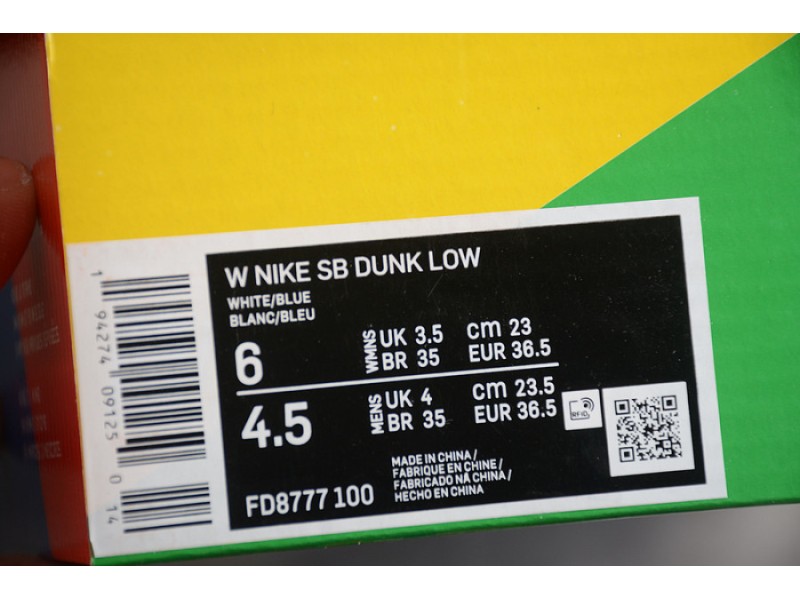 W NIKE SB DUNK LOW
WHITE/BLUE
BLANC/BLEU
6 WMNS UK 3.5 cm 23
BR 35 EUR 36.5
4.5 MENS UK 4 cm 23.5
BR 35 EUR 36.5
RFID
FD8777 100
MADE IN CHINA/
FABRIQUE EN CHINE/
FABRICADO NA CHINA/
HECHO EN CHINA
1 94274 09125 0 14